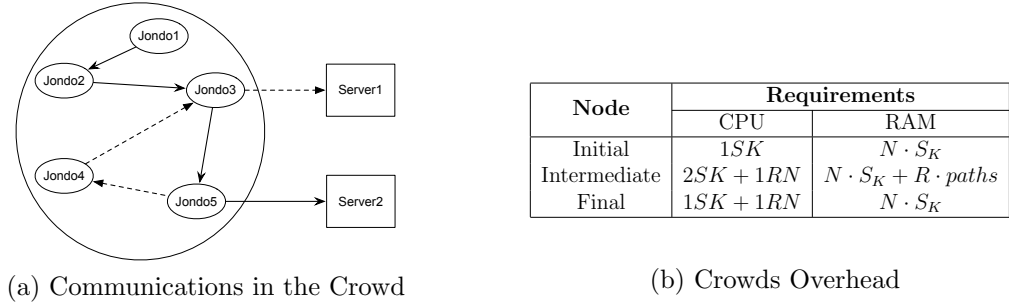 Jondo1
Jondo2
Jondo3
Server1
Jondo4
Jondo5
Server2
(a) Communications in the Crowd
Node Requirements
CPU RAM
Initial 1SK N · S_K
Intermediate 2SK + 1RN N · S_K + R · paths
Final 1SK + 1RN N · S_K
(b) Crowds Overhead